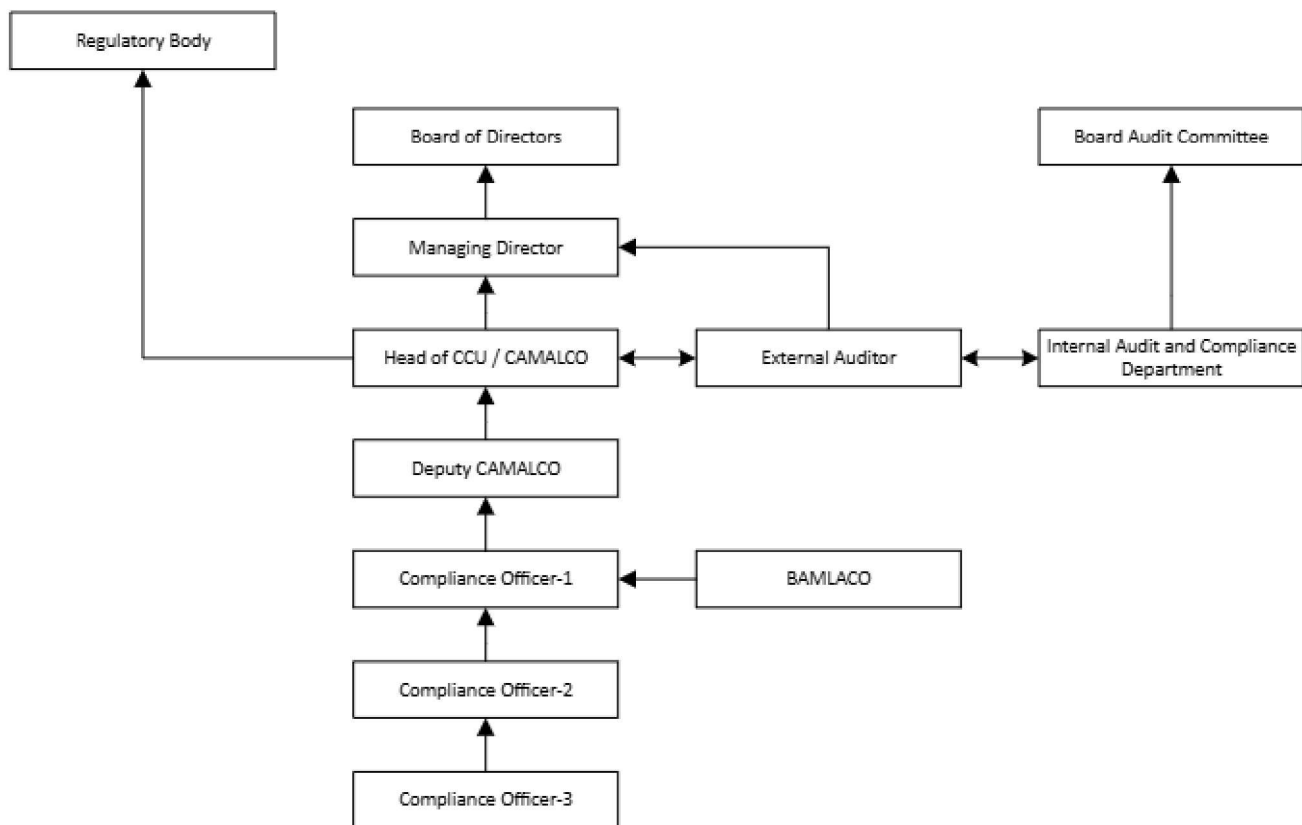 Regulatory Body
Board of Directors
Board Audit Committee
Managing Director
Head of CCU / CAMALCO
External Auditor
Internal Audit and Compliance
Department
Deputy CAMALCO
Compliance Officer-1
BAMLACO
Compliance Officer-2
Compliance Officer-3